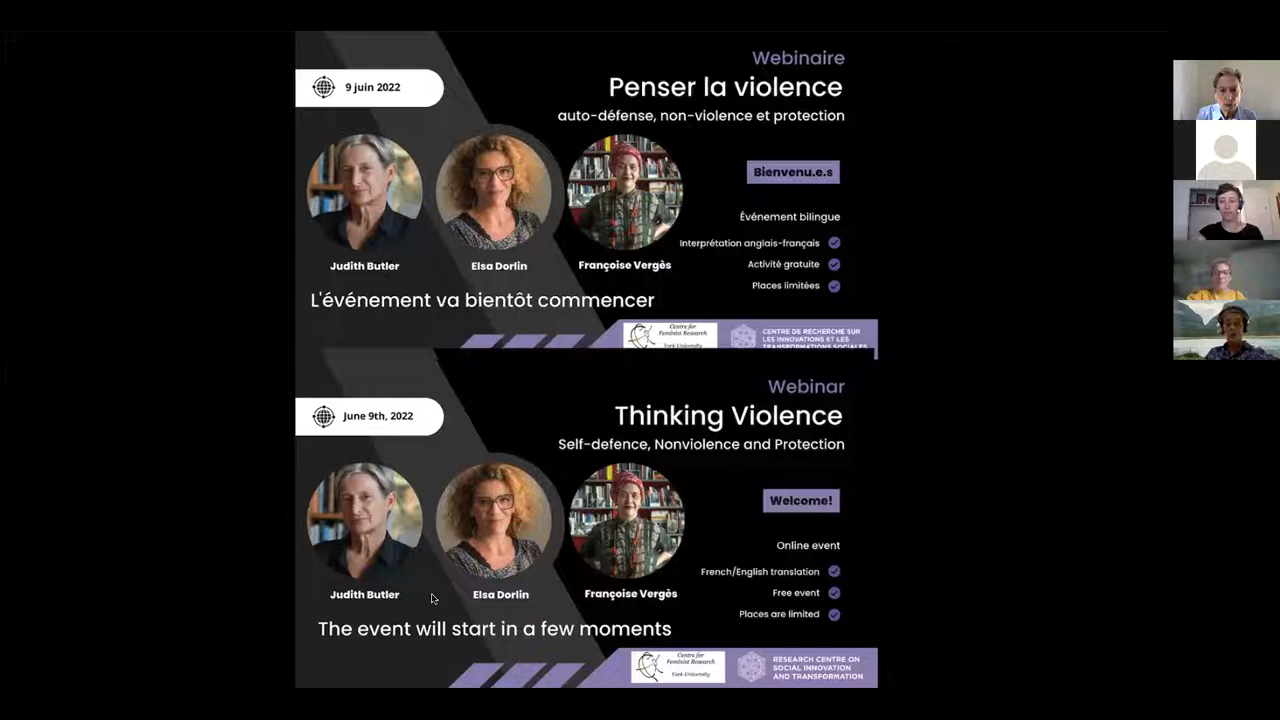 Webinaire
9 juin 2022
Penser la violence
auto-défense, non-violence et protection
Bienvenu.e.s
Événement bilingue
Interprétation anglais-français
Activité gratuite
Places limitées
Judith Butler
Elsa Dorlin
Françoise Vergès
L'événement va bientôt commencer
Centre for
Feminist Research
York University
CENTRE DE RECHERCHE SUR
LES INNOVATIONS ET LES
TRANSFORMATIONS SOCIALES
Webinar
June 9th, 2022
Thinking Violence
Self-defence, Nonviolence and Protection
Welcome!
Online event
French/English translation
Free event
Places are limited
Judith Butler
Elsa Dorlin
Françoise Vergès
The event will start in a few moments
Centre for
Feminist Research
York University
RESEARCH CENTRE ON
SOCIAL INNOVATION
AND TRANSFORMATION